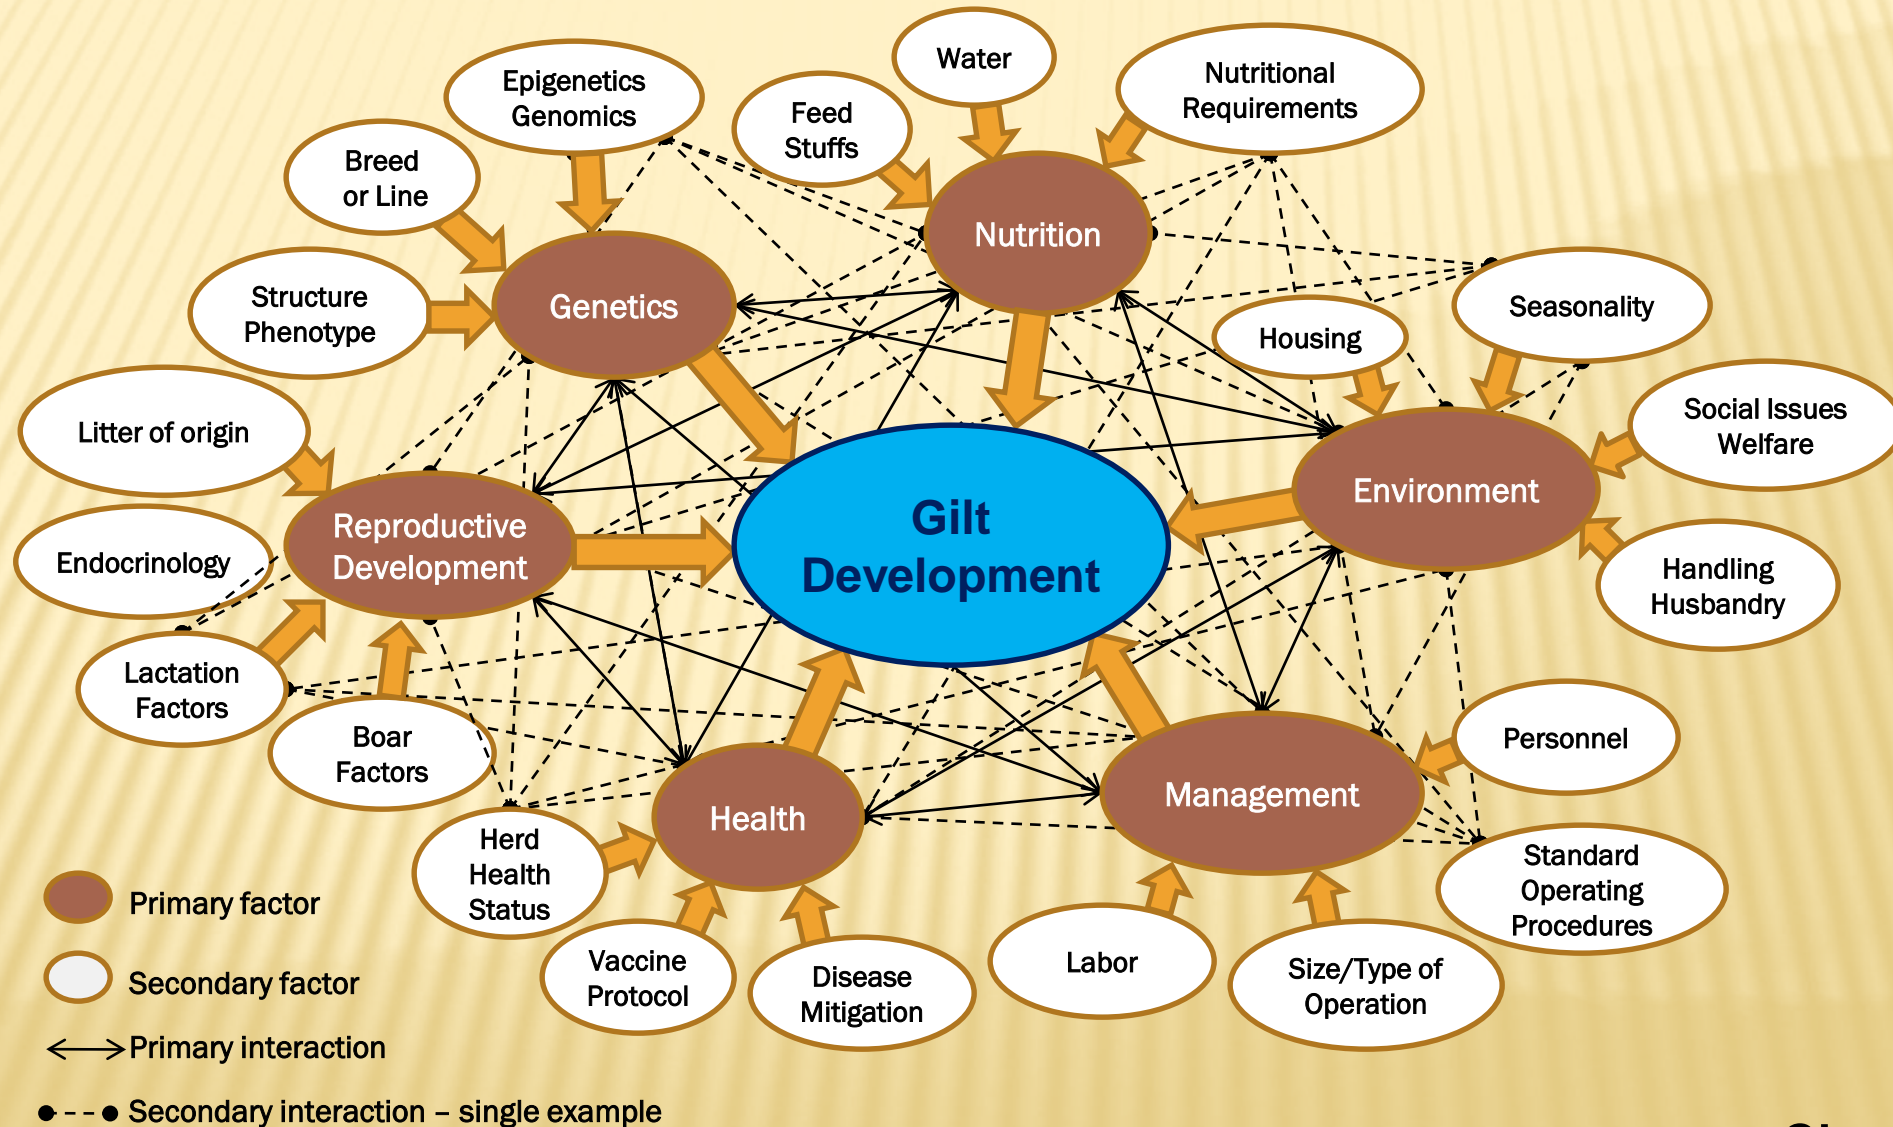 Water
Epigenetics
Genomics
Nutritional
Requirements
Feed
Stuffs
Breed
or Line
Nutrition
Structure
Phenotype
Genetics
Seasonality
Housing
Litter of origin
Social Issues
Welfare
Environment
Gilt
Development
Reproductive
Development
Endocrinology
Handling
Husbandry
Lactation
Factors
Boar
Factors
Personnel
Management
Health
Herd
Health
Status
Standard
Operating
Procedures
Vaccine
Protocol
Disease
Mitigation
Labor
Size/Type of
Operation
Primary factor
Secondary factor
Primary interaction
Secondary interaction – single example